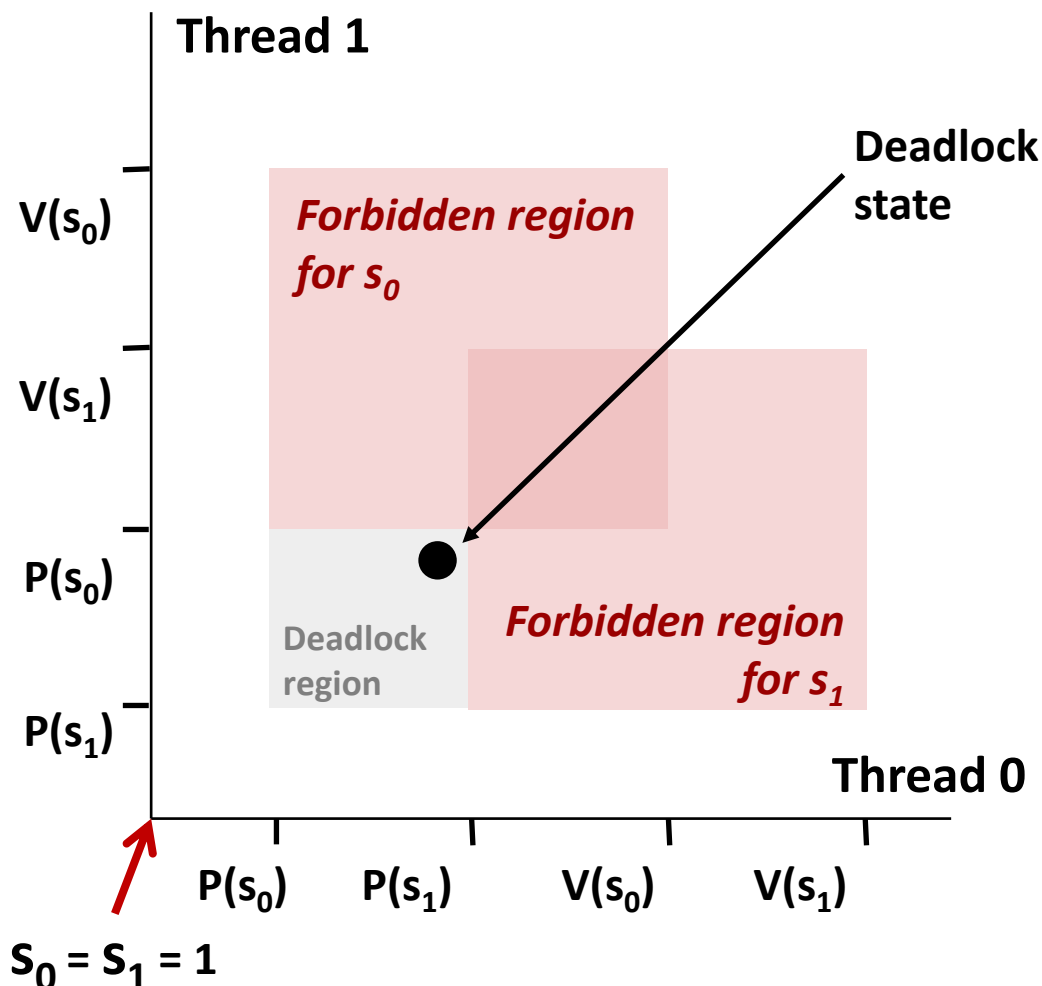 Thread 1
Deadlock
state
V(s₀)
Forbidden region
for s₀
V(s₁)
P(s₀)
Forbidden region
for s₁
Deadlock
region
P(s₁)
Thread 0
P(s₀) P(s₁) V(s₀) V(s₁)
s₀ = s₁ = 1